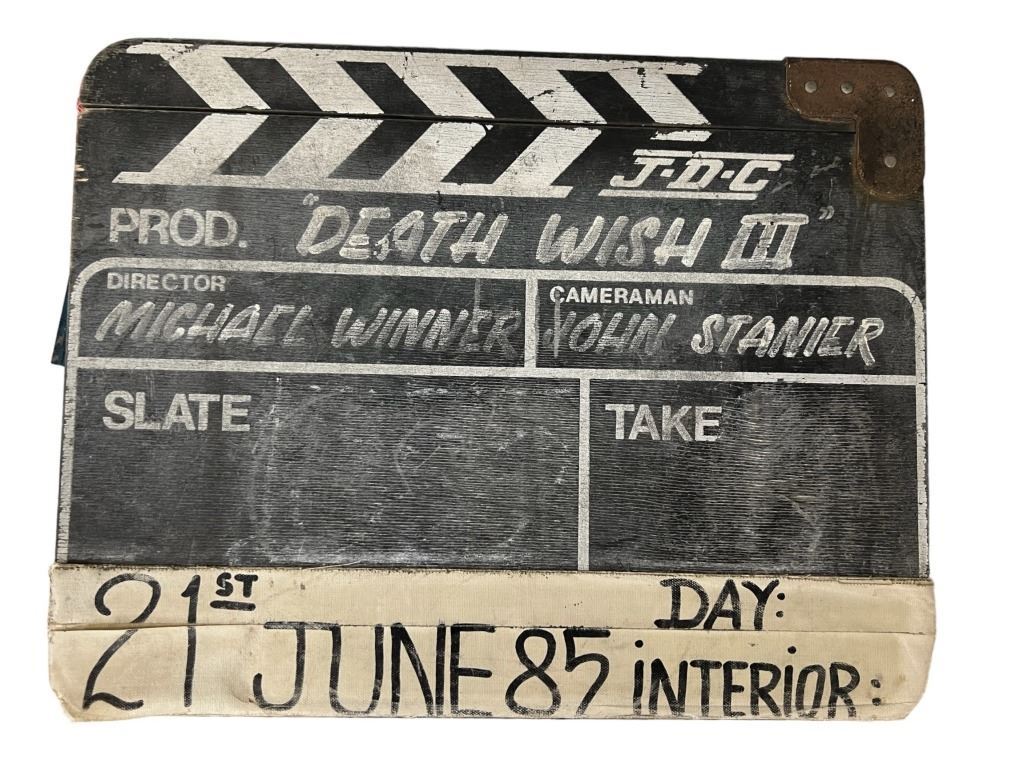 J·D·C
PROD. "DEATH WISH III"
DIRECTOR
MICHAEL WINNER
CAMERAMAN
JOHN STANIER
SLATE
TAKE
21ST JUNE 85
DAY:
INTERIOR: